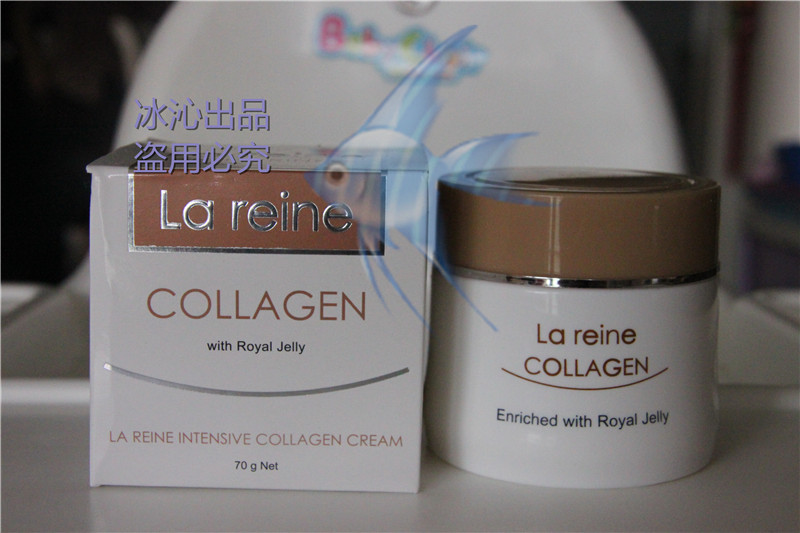 冰沁出品
盗用必究
La reine
COLLAGEN
with Royal Jelly
LA REINE INTENSIVE COLLAGEN CREAM
70 g Net
La reine
COLLAGEN
Enriched with Royal Jelly